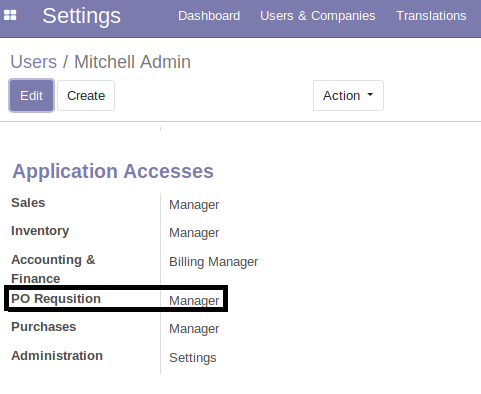 Settings Dashboard Users & Companies Translations
Users / Mitchell Admin
Edit Create Action
Application Accesses
Sales Manager
Inventory Manager
Accounting & Billing Manager
Finance
PO Requsition Manager
Purchases Manager
Administration Settings